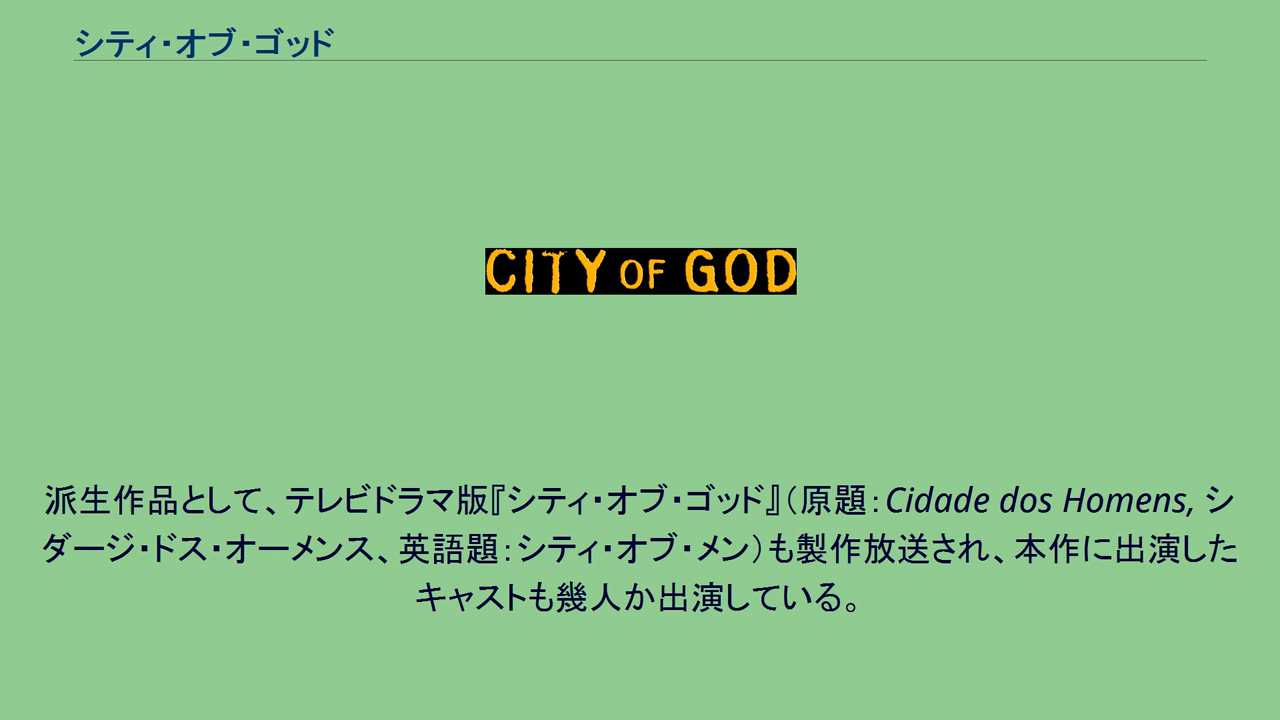 シティ・オブ・ゴッド
CITY OF GOD
派生作品として、テレビドラマ版『シティ・オブ・ゴッド』（原題：Cidade dos Homens, シ
ダージ・ドス・オーメンス、英語題：シティ・オブ・メン）も製作放送され、本作に出演した
キャストも幾人か出演している。